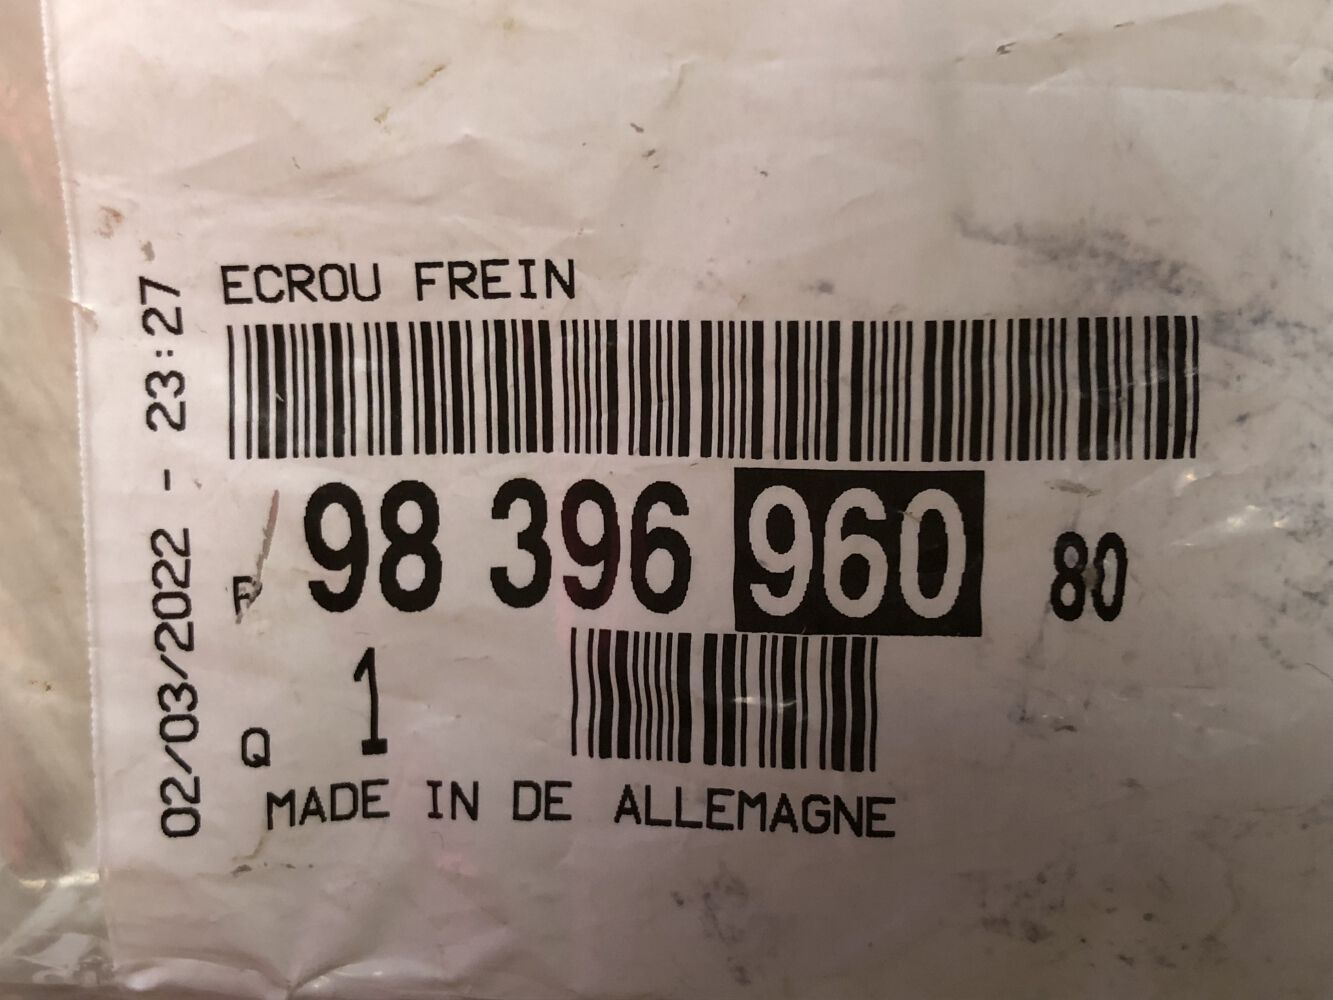 ECROU FREIN
P 98 396 960 80
Q 1
MADE IN DE ALLEMAGNE
02/03/2022 - 23:27